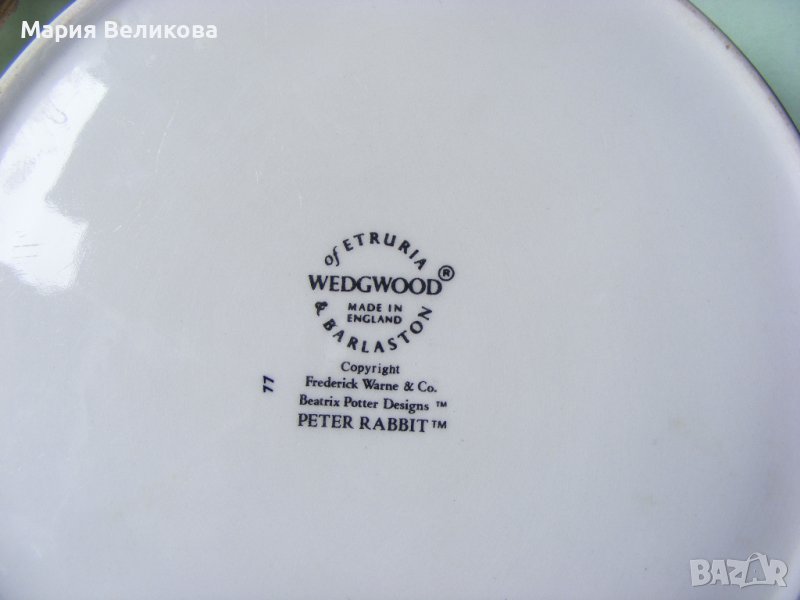 Мария Великова
of ETRURIA
WEDGWOOD®
MADE IN
ENGLAND
& BARLASTON
77
Copyright
Frederick Warne & Co.
Beatrix Potter Designs ™
PETER RABBIT™
BAZAR